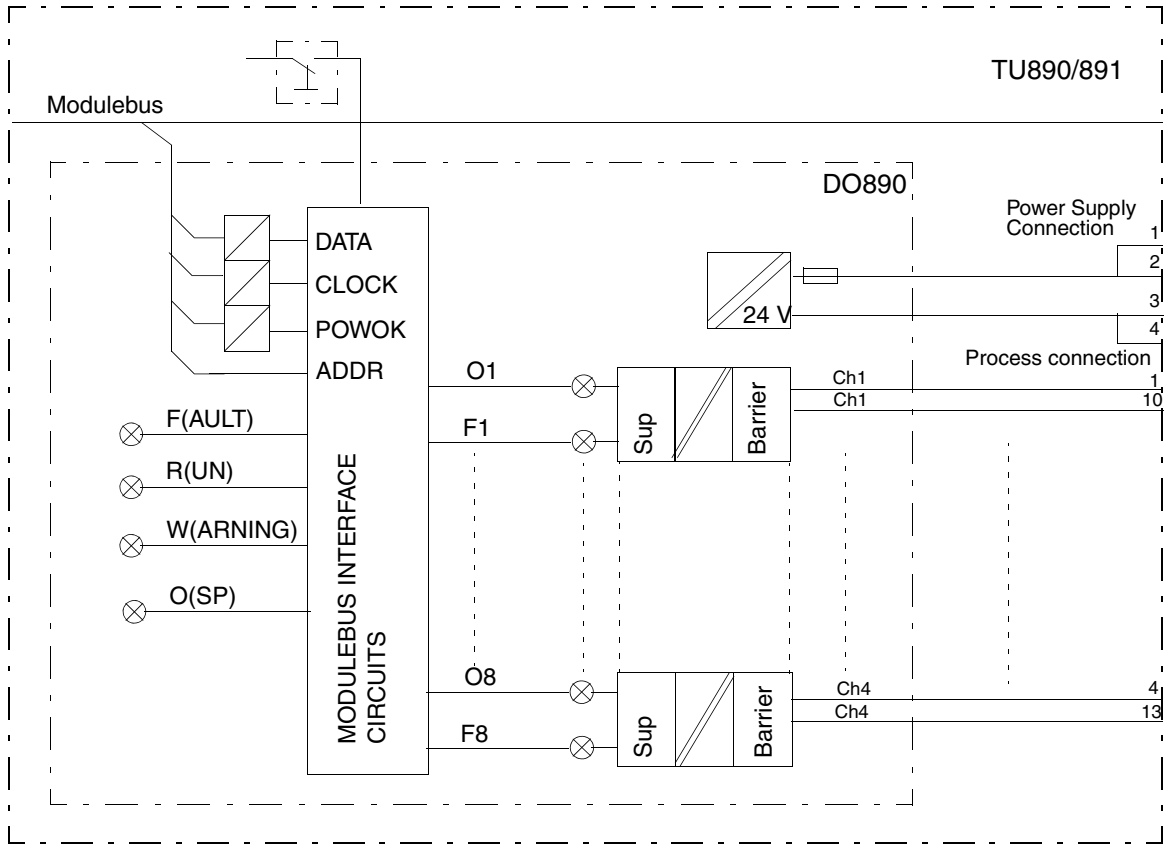 TU890/891
Modulebus
DO890
Power Supply
Connection
1
2
3
4
DATA
CLOCK
POWOK
ADDR
24 V
Process connection
F(AULT)
R(UN)
W(ARNING)
O(SP)
MODULEBUS INTERFACE
CIRCUITS
O1
F1
Sup
Barrier
Ch1
1
Ch1
10
O8
F8
Sup
Barrier
Ch4
4
Ch4
13